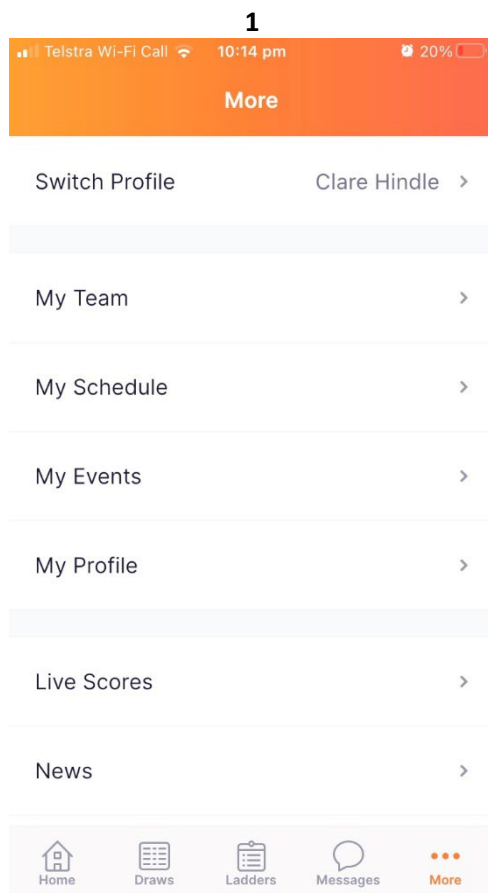 1
Telstra Wi-Fi Call 10:14 pm 20%
More
Switch Profile Clare Hindle >
My Team >
My Schedule >
My Events >
My Profile >
Live Scores >
News >
Home Draws Ladders Messages More